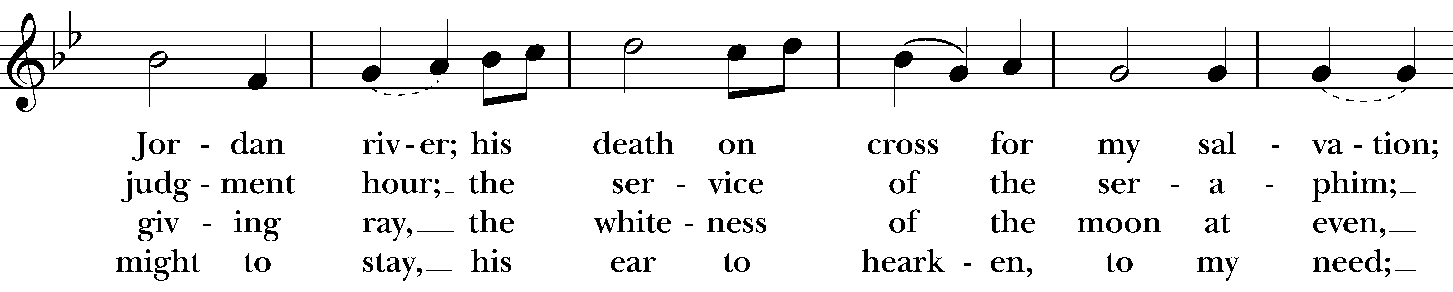 Jor - dan riv - er; his death on cross for my sal - va - tion;
judg - ment hour; the ser - vice of the ser - a - phim;
giv - ing ray, the white - ness of the moon at even,
might to stay, his ear to heark - en, to my need;